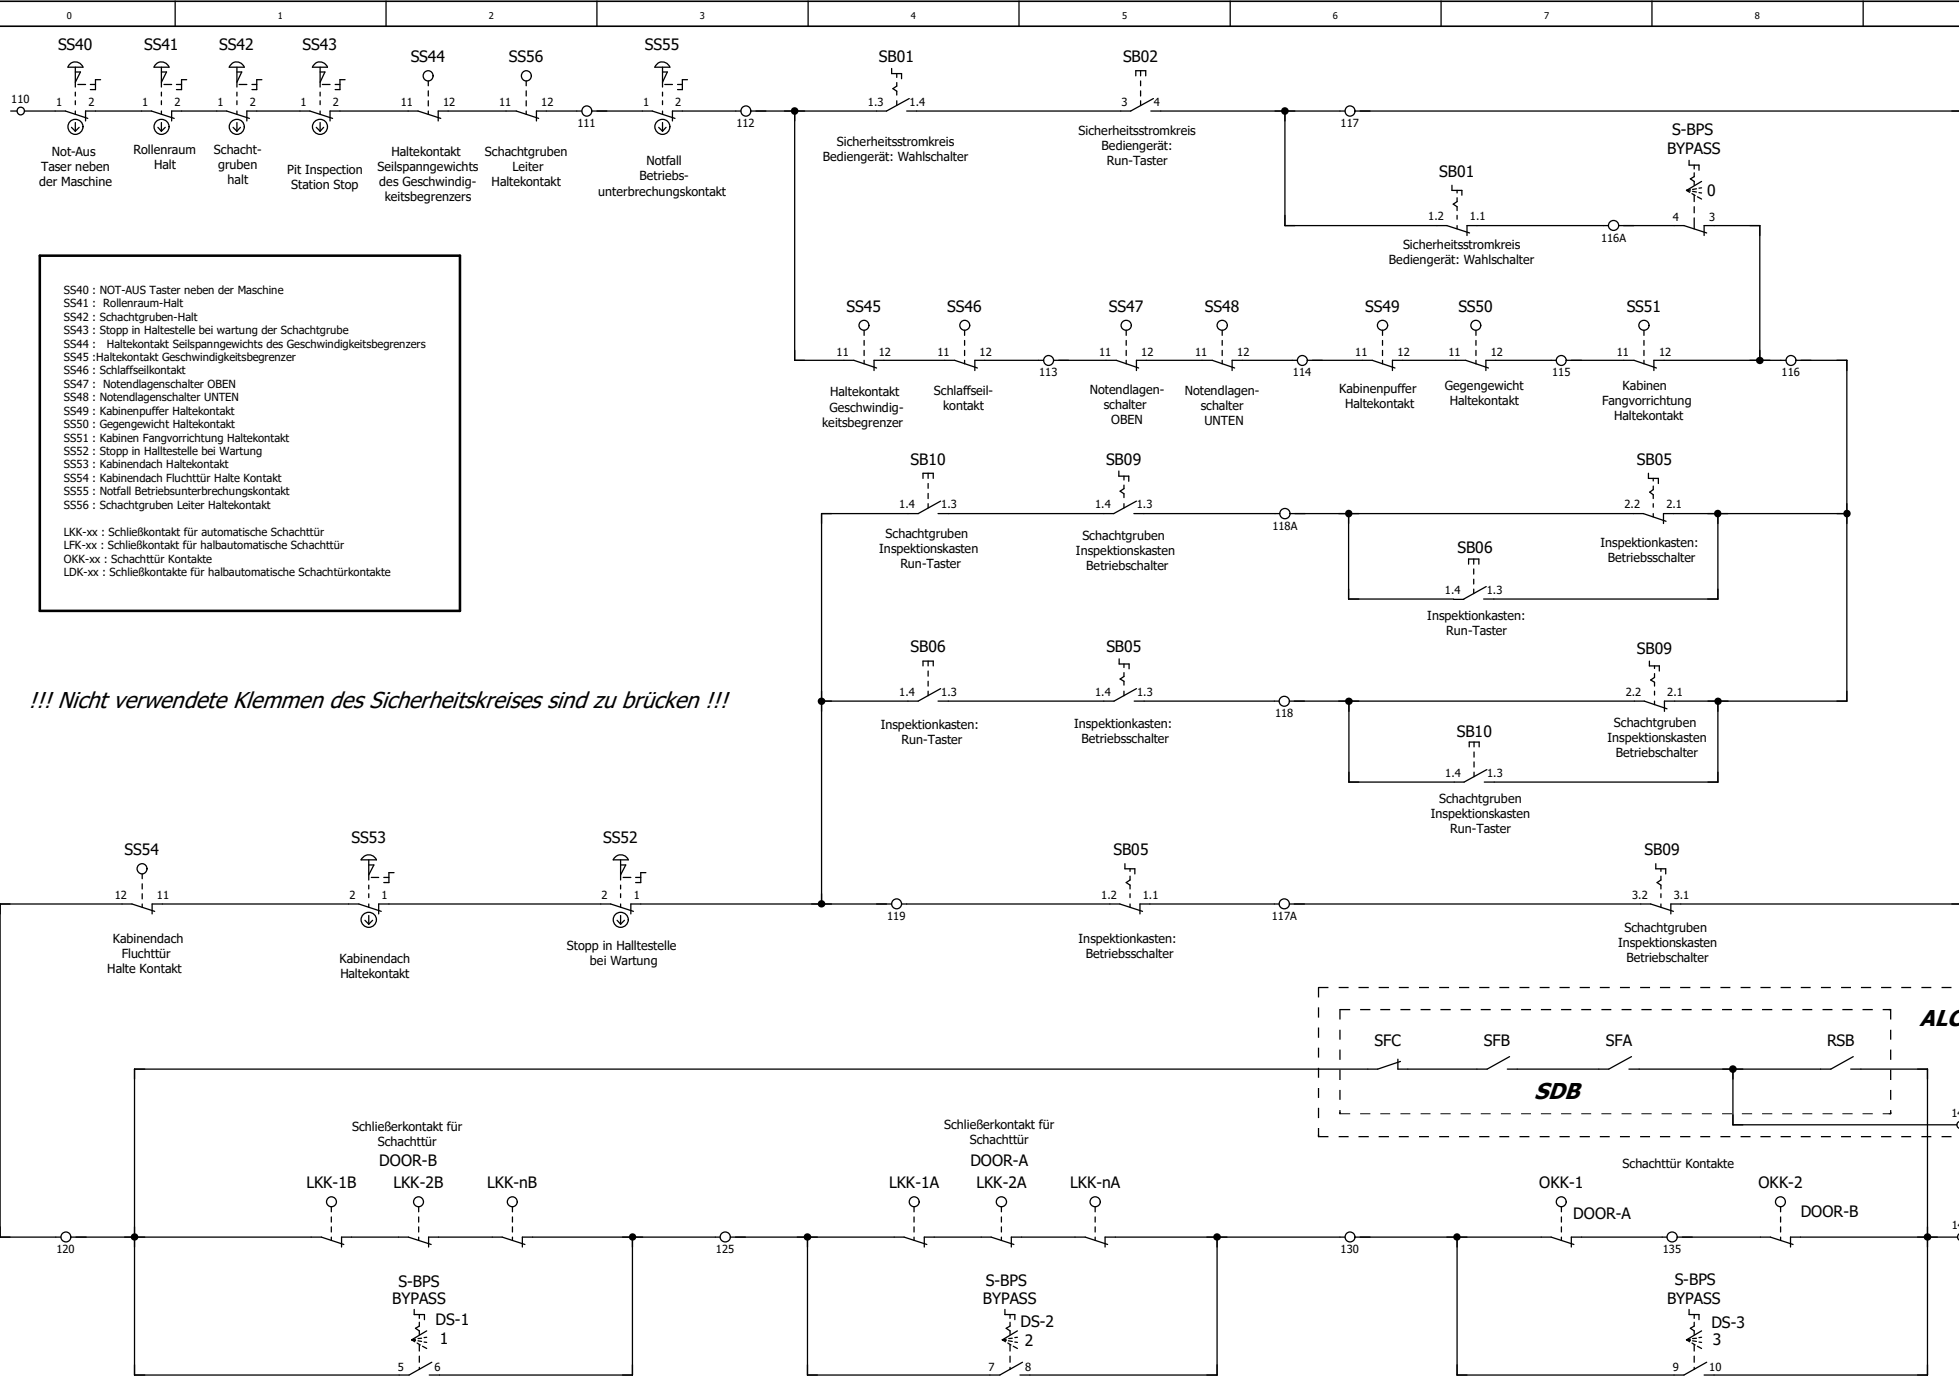 0 1 2 3 4 5 6 7 8
SS40 SS41 SS42 SS43 SS44 SS56 SS55 SB01 SB02
110 1 2 1 2 1 2 1 2 11 12 11 12 111 1 2 112 1.3 1.4 3 4 117
Not-Aus
Taser neben
der Maschine
Rollenraum
Halt
Schacht-
gruben
halt
Pit Inspection
Station Stop
Haltekontakt
Seilspanngewichts
des Geschwindig-
keitsbegrenzers
Schachtgruben
Leiter
Haltekontakt
Notfall
Betriebs-
unterbrechungskontakt
Sicherheitsstromkreis
Bediengerät: Wahlschalter
Sicherheitsstromkreis
Bediengerät:
Run-Taster
S-BPS
BYPASS
0
SB01
1.2 1.1 116A 4 3
Sicherheitsstromkreis
Bediengerät: Wahlschalter
SS40 : NOT-AUS Taster neben der Maschine
SS41 : Rollenraum-Halt
SS42 : Schachtgruben-Halt
SS43 : Stopp in Haltestelle bei wartung der Schachtgrube
SS44 : Haltekontakt Seilspanngewichts des Geschwindigkeitsbegrenzers
SS45 :Haltekontakt Geschwindigkeitsbegrenzer
SS46 : Schlaffseilkontakt
SS47 : Notendlagenschalter OBEN
SS48 : Notendlagenschalter UNTEN
SS49 : Kabinenpuffer Haltekontakt
SS50 : Gegengewicht Haltekontakt
SS51 : Kabinen Fangvorrichtung Haltekontakt
SS52 : Stopp in Halltestelle bei Wartung
SS53 : Kabinendach Haltekontakt
SS54 : Kabinendach Fluchttür Halte Kontakt
SS55 : Notfall Betriebsunterbrechungskontakt
SS56 : Schachtgruben Leiter Haltekontakt
LKK-xx : Schließkontakt für automatische Schachttür
LFK-xx : Schließkontakt für halbautomatische Schachttür
OKK-xx : Schachttür Kontakte
LDK-xx : Schließkontakte für halbautomatische Schachtürkontakte
SS45 SS46 SS47 SS48 SS49 SS50 SS51
11 12 11 12 113 11 12 11 12 114 11 12 11 12 115 11 12 116
Haltekontakt
Geschwindig-
keitsbegrenzer
Schlaffseil-
kontakt
Notendlagen-
schalter
OBEN
Notendlagen-
schalter
UNTEN
Kabinenpuffer
Haltekontakt
Gegengewicht
Haltekontakt
Kabinen
Fangvorrichtung
Haltekontakt
SB10 SB09 SB05
1.4 1.3 1.4 1.3 118A 2.2 2.1
Schachtgruben
Inspektionskasten
Run-Taster
Schachtgruben
Inspektionskasten
Betriebschalter
Inspektionkasten:
Betriebsschalter
SB06
1.4 1.3
Inspektionkasten:
Run-Taster
!!! Nicht verwendete Klemmen des Sicherheitskreises sind zu brücken !!!
SB06 SB05 SB09
1.4 1.3 1.4 1.3 118 2.2 2.1
Inspektionkasten:
Run-Taster
Inspektionkasten:
Betriebsschalter
Schachtgruben
Inspektionskasten
Betriebschalter
SB10
1.4 1.3
Schachtgruben
Inspektionskasten
Run-Taster
SS54 SS53 SS52 SB05 SB09
12 11 2 1 2 1 119 1.2 1.1 117A 3.2 3.1
Kabinendach
Fluchttür
Halte Kontakt
Kabinendach
Haltekontakt
Stopp in Halltestelle
bei Wartung
Inspektionkasten:
Betriebsschalter
Schachtgruben
Inspektionskasten
Betriebschalter
ALC
SFC SFB SFA RSB
SDB
Schließerkontakt für
Schachttür
DOOR-B
LKK-1B LKK-2B LKK-nB
Schließerkontakt für
Schachttür
DOOR-A
LKK-1A LKK-2A LKK-nA
Schachttür Kontakte
OKK-1 DOOR-A
OKK-2 DOOR-B
120 125 130 135
S-BPS
BYPASS
DS-1
1
5 6
S-BPS
BYPASS
DS-2
2
7 8
S-BPS
BYPASS
DS-3
3
9 10